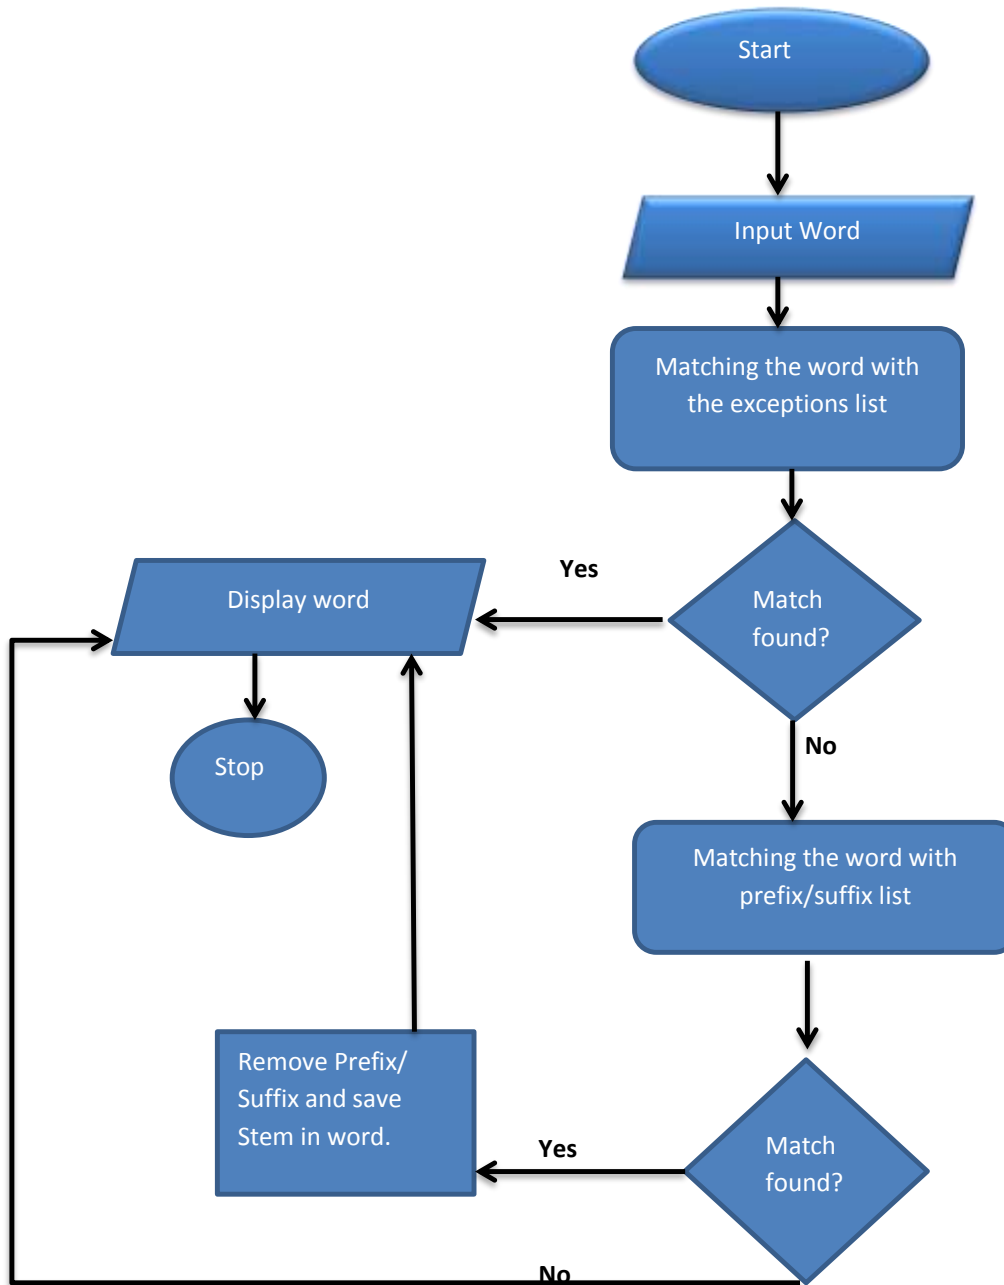 Start
Input Word
Matching the word with
the exceptions list
Yes
Display word
Match
found?
No
Stop
Matching the word with
prefix/suffix list
Remove Prefix/
Suffix and save
Stem in word.
Yes
Match
found?
No